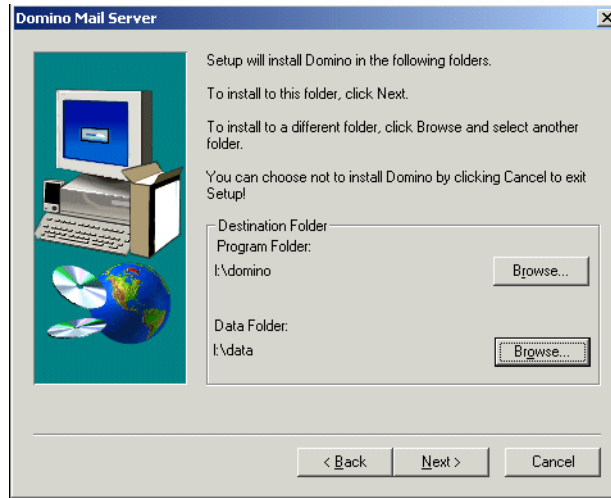 Domino Mail Server
Setup will install Domino in the following folders.
To install to this folder, click Next.
To install to a different folder, click Browse and select another
folder.
You can choose not to install Domino by clicking Cancel to exit
Setup!
Destination Folder
Program Folder:
I:\domino
Browse...
Data Folder:
I:\data
Browse...
< Back
Next >
Cancel